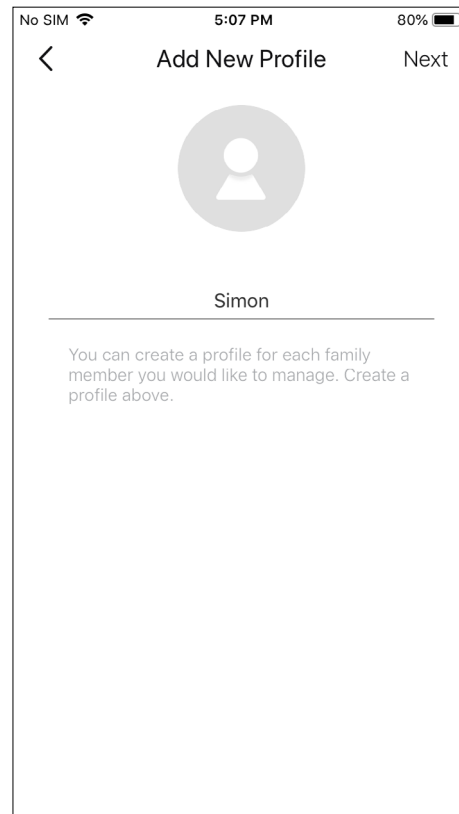 No SIM 5:07 PM 80%
Add New Profile Next
Simon
You can create a profile for each family
member you would like to manage. Create a
profile above.